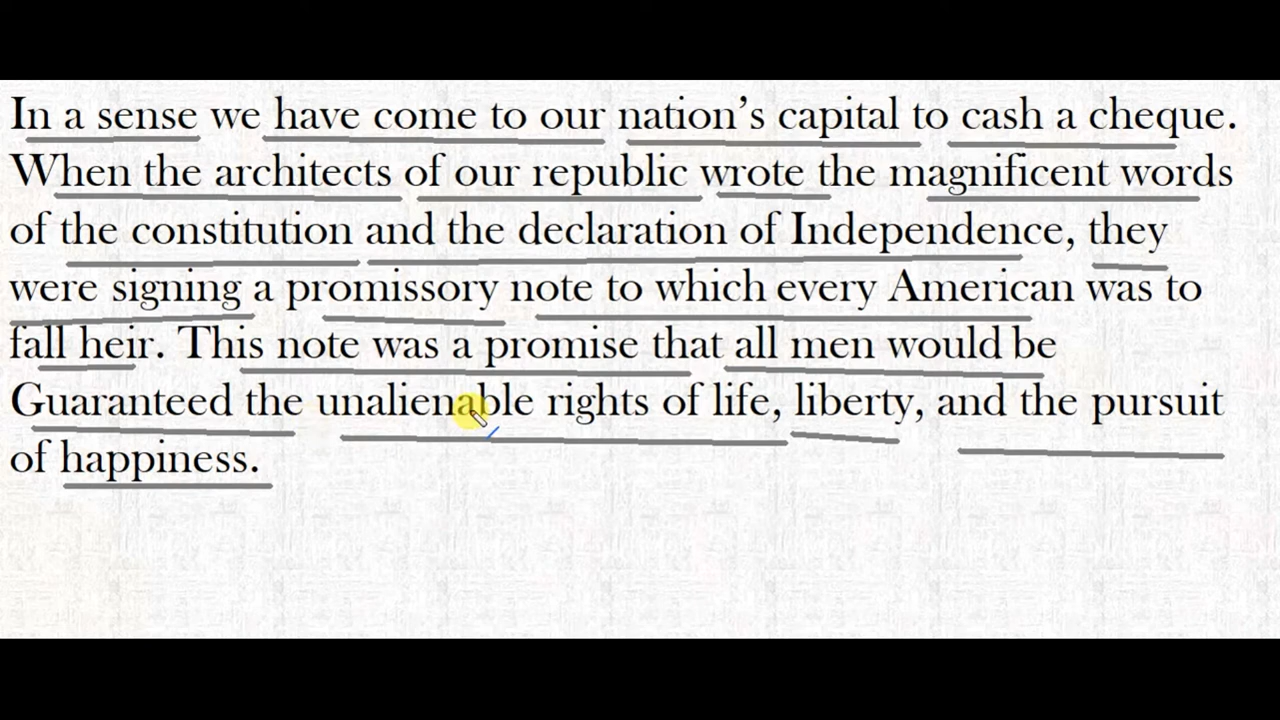 In a sense we have come to our nation's capital to cash a cheque.
When the architects of our republic wrote the magnificent words
of the constitution and the declaration of Independence, they
were signing a promissory note to which every American was to
fall heir. This note was a promise that all men would be
Guaranteed the unalienable rights of life, liberty, and the pursuit
of happiness.